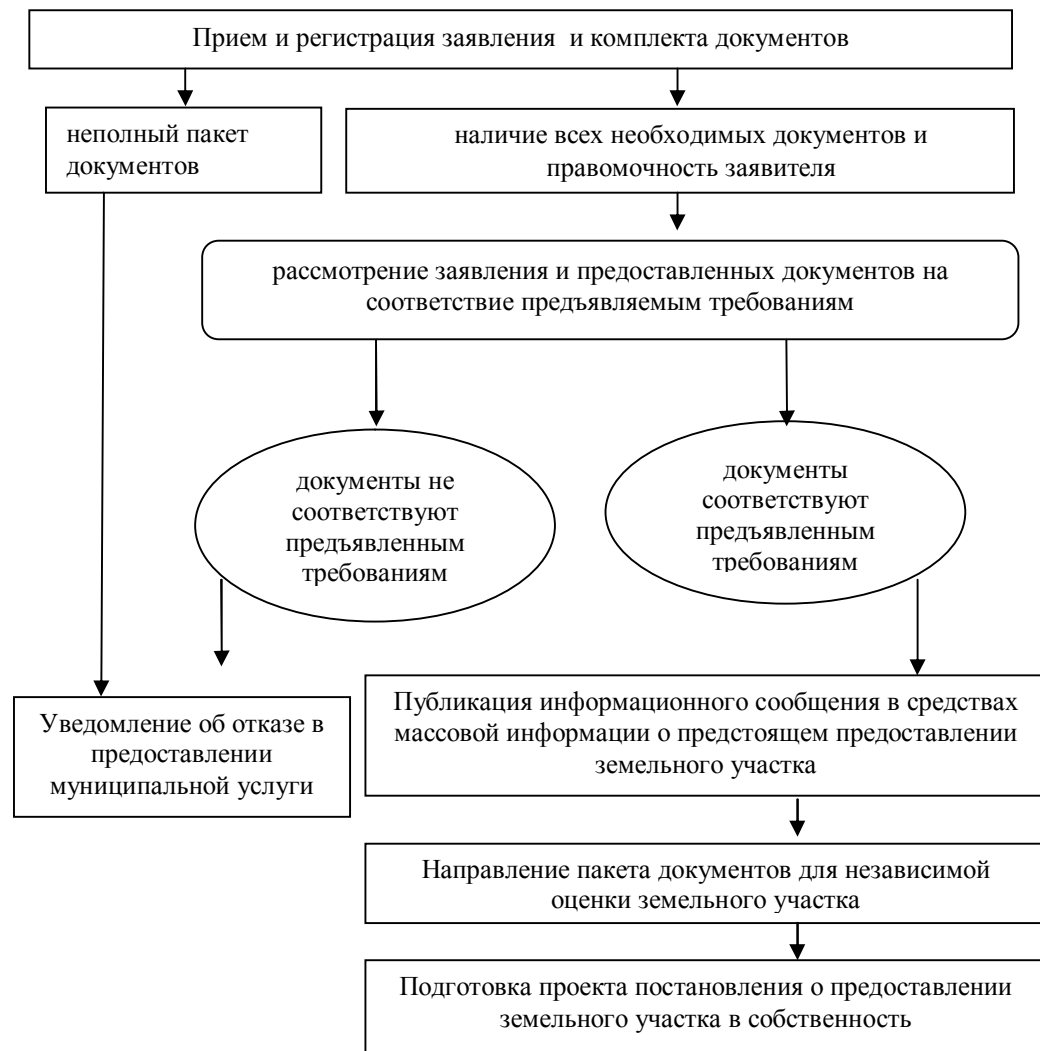 Прием и регистрация заявления и комплекта документов
неполный пакет
документов
наличие всех необходимых документов и
правомочность заявителя
рассмотрение заявления и предоставленных документов на
соответствие предъявляемым требованиям
документы не
соответствуют
предъявленным
требованиям
документы
соответствуют
предъявленным
требованиям
Уведомление об отказе в
предоставлении
муниципальной услуги
Публикация информационного сообщения в средствах
массовой информации о предстоящем предоставлении
земельного участка
Направление пакета документов для независимой
оценки земельного участка
Подготовка проекта постановления о предоставлении
земельного участка в собственность